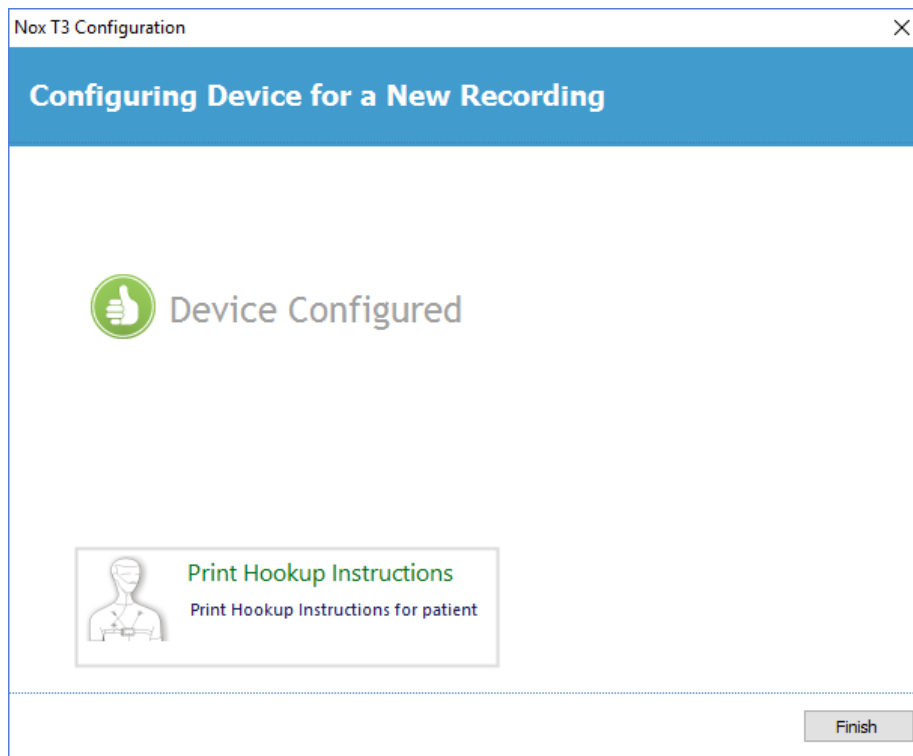 Nox T3 Configuration
Configuring Device for a New Recording
Device Configured
Print Hookup Instructions
Print Hookup Instructions for patient
Finish